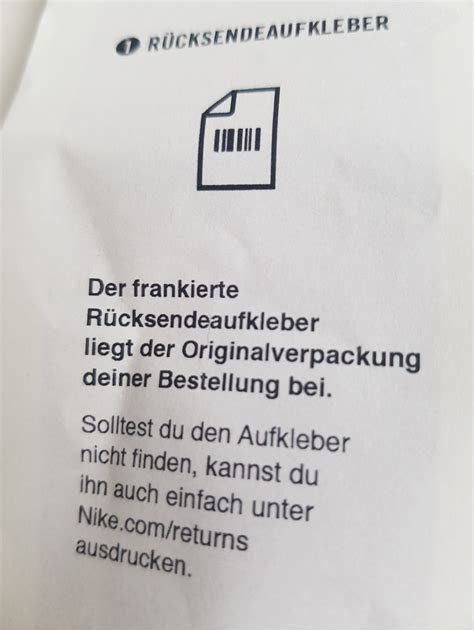 1 RÜCKSENDEAUFKLEBER
Der frankierte
Rücksendeaufkleber
liegt der Originalverpackung
deiner Bestellung bei.
Solltest du den Aufkleber
nicht finden, kannst du
ihn auch einfach unter
Nike.com/returns
ausdrucken.